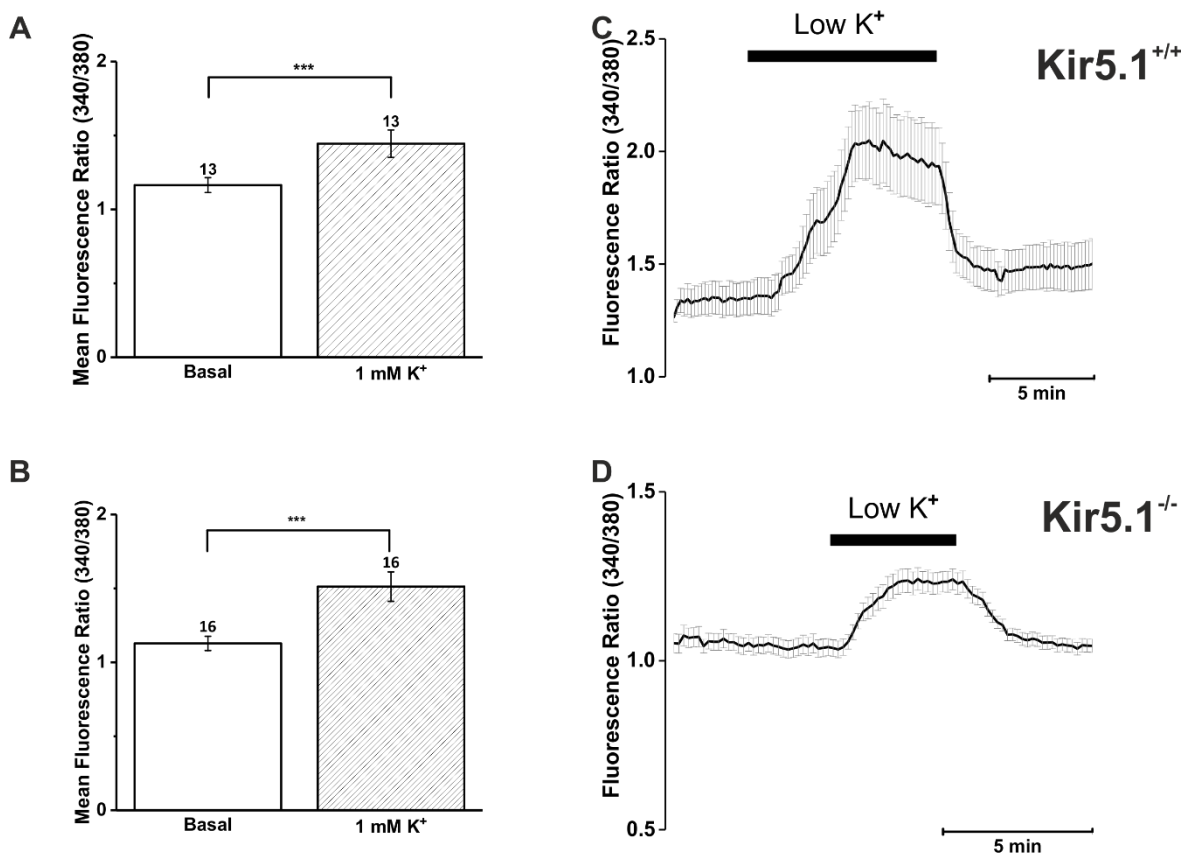 A
Mean Fluorescence Ratio (340/380)
2
1
0
***
13
13
Basal
1 mM K⁺
C
Low K⁺
Kir5.1⁺/⁺
Fluorescence Ratio (340/380)
2.5
2.0
1.5
1.0
5 min
B
Mean Fluorescence Ratio (340/380)
2
1
0
***
16
16
Basal
1 mM K⁺
D
Low K⁺
Kir5.1⁻/⁻
Fluorescence Ratio (340/380)
1.5
1.0
0.5
5 min